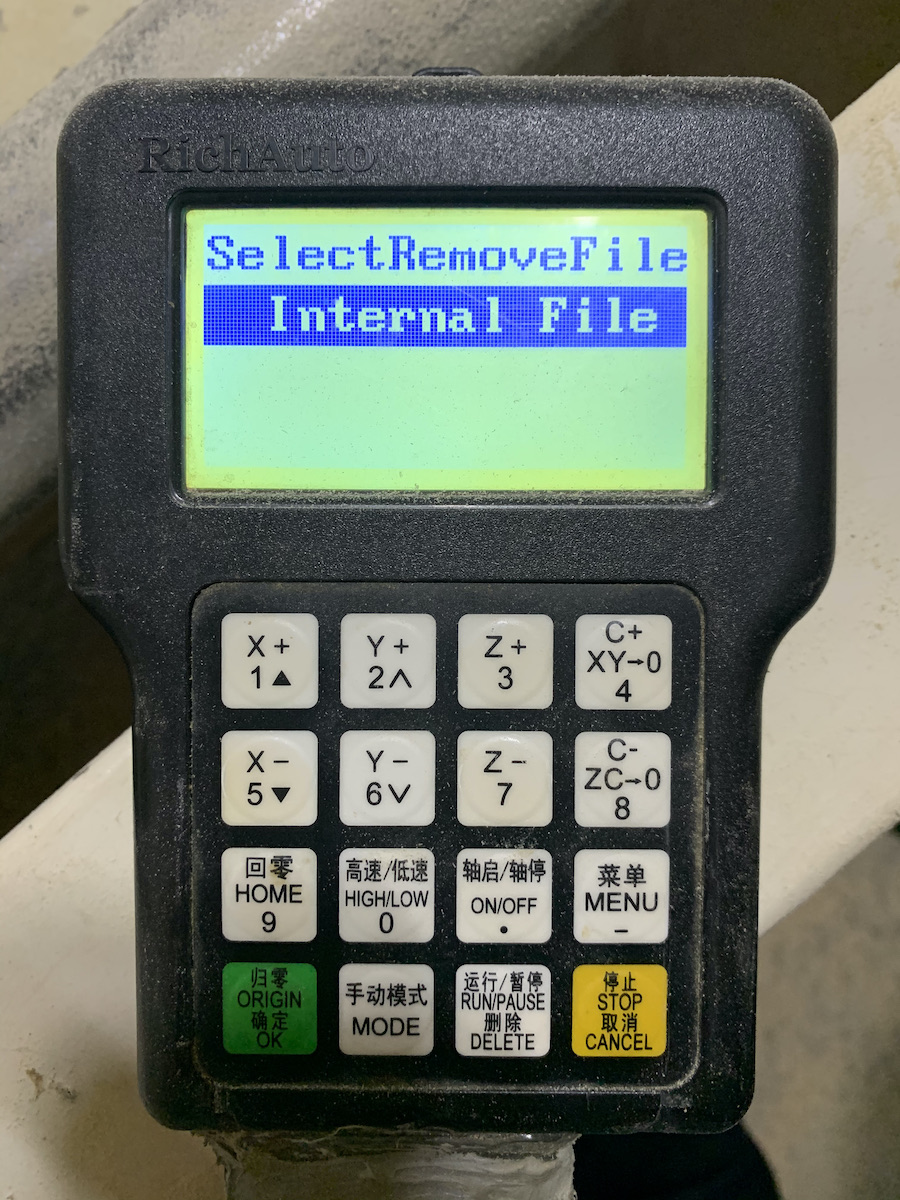 RichAuto
SelectRemoveFile
Internal File
X+
1▲
Y+
2∧
Z+
3
C+
XY→0
4
X-
5▼
Y-
6∨
Z-
7
C-
ZC→0
8
回零
HOME
9
高速/低速
HIGH/LOW
0
轴启/轴停
ON/OFF
•
菜单
MENU
-
归零
ORIGIN
确定
OK
手动模式
MODE
运行/暂停
RUN/PAUSE
删除
DELETE
停止
STOP
取消
CANCEL